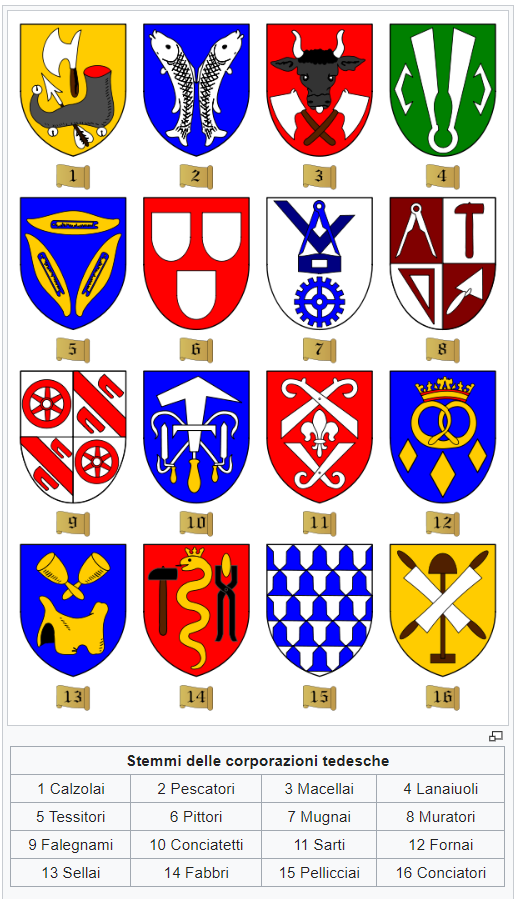 1 2 3 4
5 6 7 8
9 10 11 12
13 14 15 16
Stemmi delle corporazioni tedesche
1 Calzolai 2 Pescatori 3 Macellai 4 Lanaiuoli
5 Tessitori 6 Pittori 7 Mugnai 8 Muratori
9 Falegnami 10 Conciatetti 11 Sarti 12 Fornai
13 Sellai 14 Fabbri 15 Pellicciai 16 Conciatori